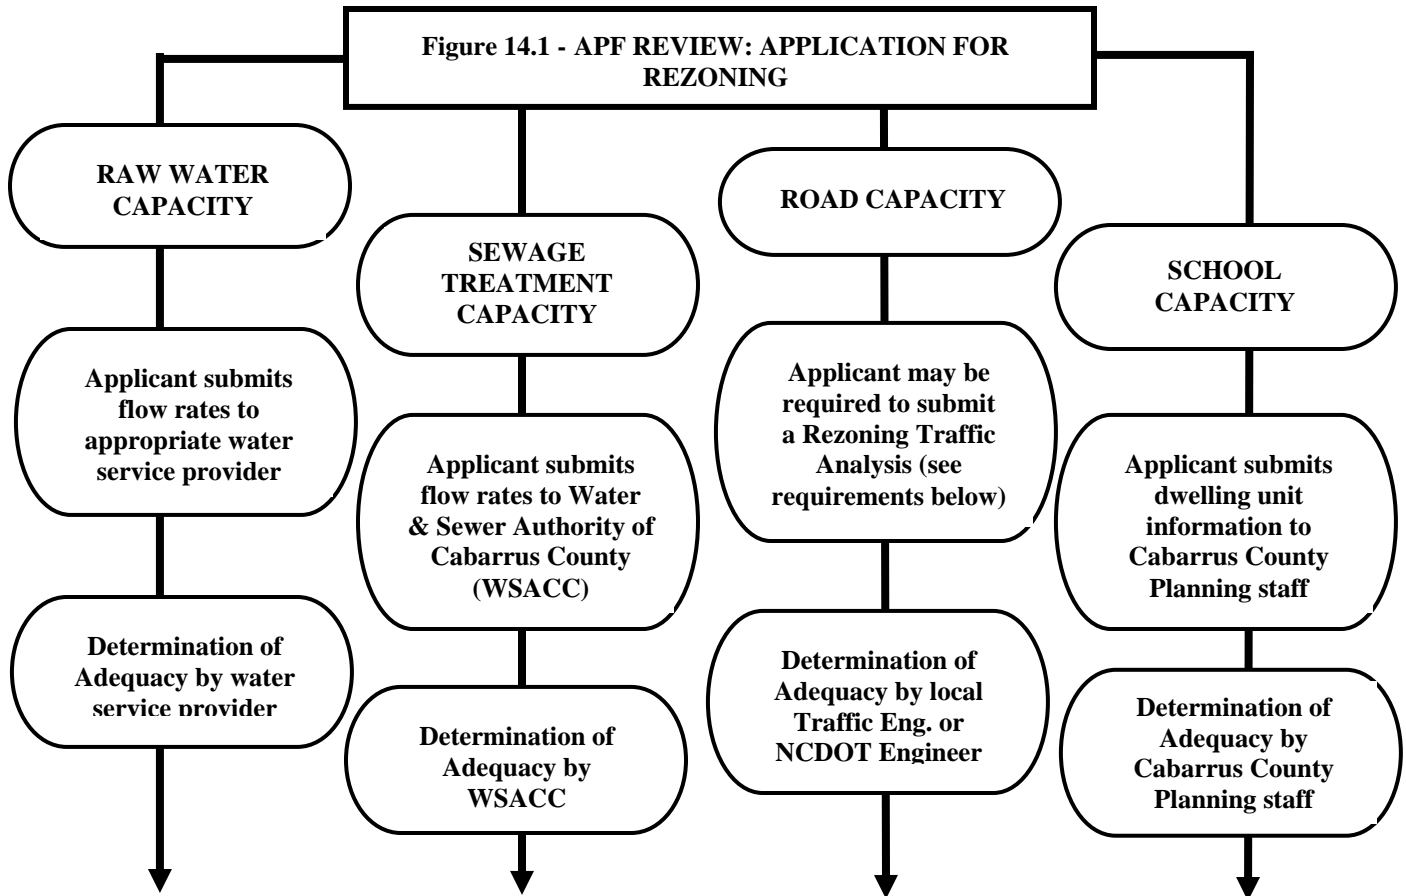 Figure 14.1 - APF REVIEW: APPLICATION FOR
REZONING
RAW WATER
CAPACITY
Applicant submits
flow rates to
appropriate water
service provider
Determination of
Adequacy by water
service provider
SEWAGE
TREATMENT
CAPACITY
Applicant submits
flow rates to Water
& Sewer Authority of
Cabarrus County
(WSACC)
Determination of
Adequacy by
WSACC
ROAD CAPACITY
Applicant may be
required to submit
a Rezoning Traffic
Analysis (see
requirements below)
Determination of
Adequacy by local
Traffic Eng. or
NCDOT Engineer
SCHOOL
CAPACITY
Applicant submits
dwelling unit
information to
Cabarrus County
Planning staff
Determination of
Adequacy by
Cabarrus County
Planning staff